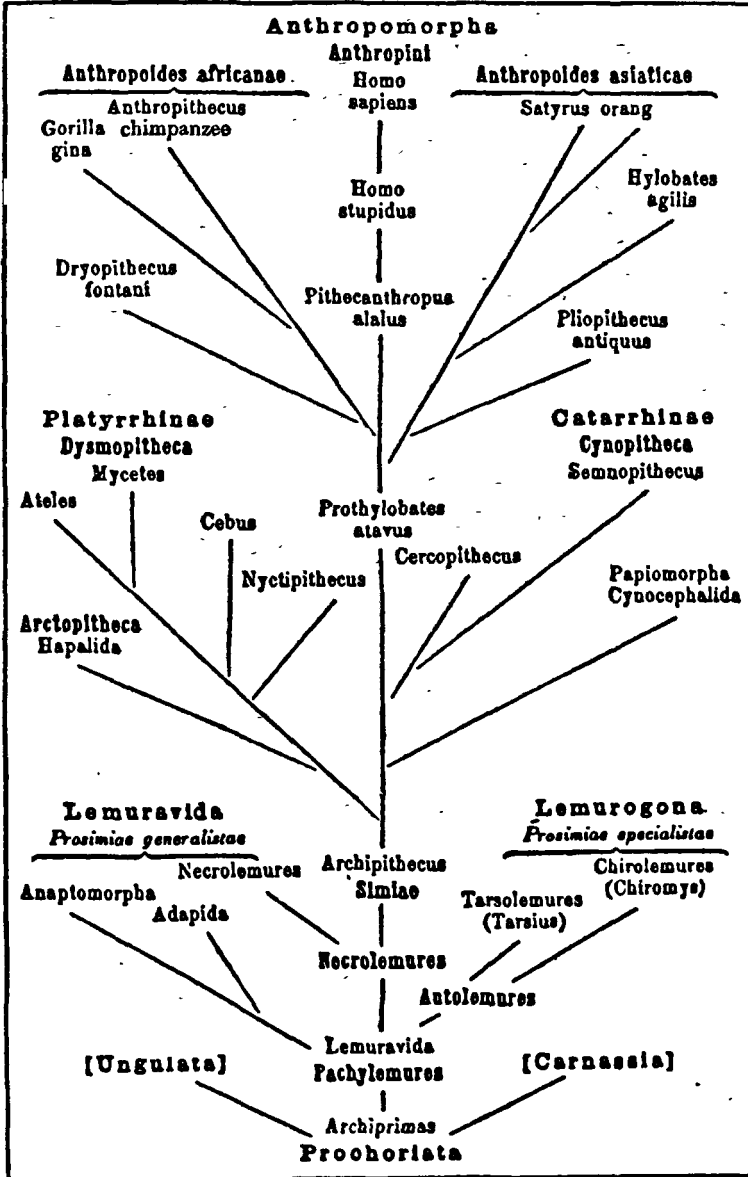 Anthropomorpha
Anthropini
Anthropoides africanae
Homo
sapiens
Anthropoides asiaticae
Gorilla
gina
Anthropithecus
chimpanzee
Satyrus orang
Homo
stupidus
Hylobates
agilis
Dryopithecus
fontani
Pithecanthropus
alalus
Pliopithecus
antiquus
Platyrrhinae
Dysmopitheca
Mycetes
Catarrhinae
Cynopitheca
Semnopithecus
Ateles
Cebus
Prothylobates
atavus
Nyctipithecus
Cercopithecus
Papiomorpha
Cynocephalida
Arctopitheca
Hapalida
Lemuravida
Prosimiae generalistae
Lemurogona
Prosimiae specialistae
Necrolemures
Archipithecus
Simiae
Chirolemures
(Chiromys)
Anaptomorpha
Adapida
Tarsolemures
(Tarsius)
Necrolemures
Autolemures
Lemuravida
Pachylemures
[Ungulata]
[Carnassia]
Archiprimas
Prochoriata